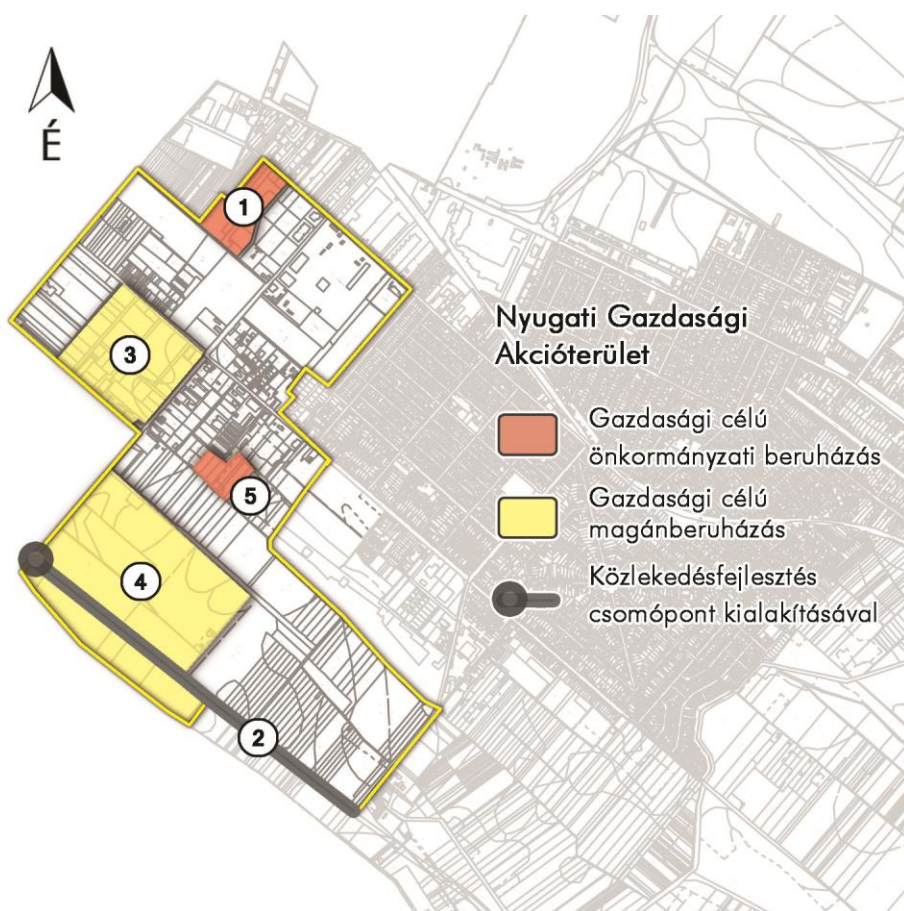 É
1
3
5
4
2
Nyugati Gazdasági
Akcióterület
Gazdasági célú
önkormányzati beruházás
Gazdasági célú
magánberuházás
Közlekedésfejlesztés
csomópont kialakításával